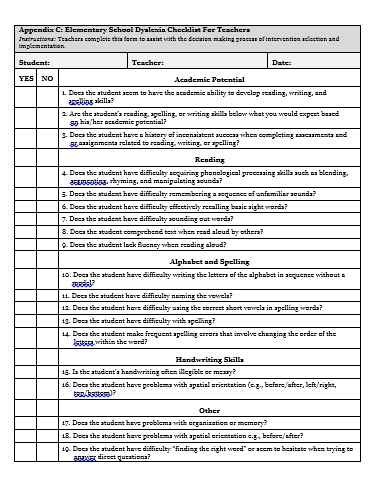 Appendix C: Elementary School Dyslexia Checklist For Teachers
Instructions: Teachers complete this form to assist with the decision making process of intervention selection and
implementation.
Student: Teacher: Date:
YES NO Academic Potential
1. Does the student seem to have the academic ability to develop reading, writing, and
spelling skills?
2. Are the student's reading, spelling, or writing skills below what you would expect based
on his/her academic potential?
3. Does the student have a history of inconsistent success when completing assessments and
or assignments related to reading, writing, or spelling?
Reading
4. Does the student have difficulty acquiring phonological processing skills such as blending,
segmenting, rhyming, and manipulating sounds?
5. Does the student have difficulty remembering a sequence of unfamiliar sounds?
6. Does the student have difficulty effectively recalling basic sight words?
7. Does the student have difficulty sounding out words?
8. Does the student comprehend text when read aloud by others?
9. Does the student lack fluency when reading aloud?
Alphabet and Spelling
10. Does the student have difficulty writing the letters of the alphabet in sequence without a
model?
11. Does the student have difficulty naming the vowels?
12. Does the student have difficulty using the correct short vowels in spelling words?
13. Does the student have difficulty with spelling?
14. Does the student make frequent spelling errors that involve changing the order of the
letters within the word?
Handwriting Skills
15. Is the student's handwriting often illegible or messy?
16. Does the student have problems with spatial orientation (e.g., before/after, left/right,
top/bottom)?
Other
17. Does the student have problems with organization or memory?
18. Does the student have problems with spatial orientation e.g., before/after?
19. Does the student have difficulty "finding the right word" or seem to hesitate when trying to
answer direct questions?